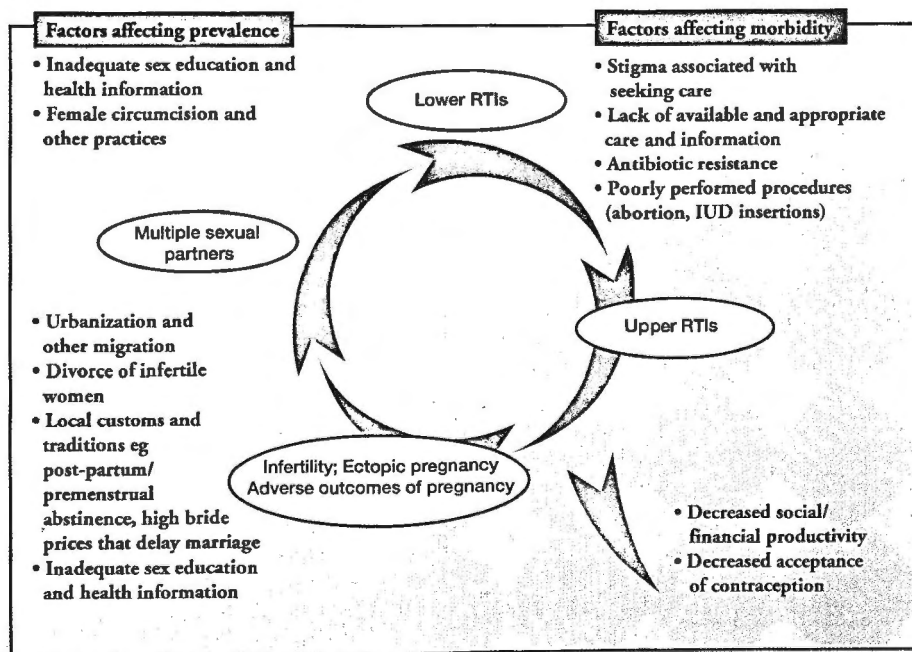 Factors affecting prevalence
• Inadequate sex education and
health information
• Female circumcision and
other practices
Factors affecting morbidity
• Stigma associated with
seeking care
• Lack of available and appropriate
care and information
• Antibiotic resistance
• Poorly performed procedures
(abortion, IUD insertions)
Lower RTIs
Multiple sexual
partners
Upper RTIs
• Urbanization and
other migration
• Divorce of infertile
women
• Local customs and
traditions eg
post-partum/
premenstrual
abstinence, high bride
prices that delay marriage
• Inadequate sex education
and health information
Infertility; Ectopic pregnancy
Adverse outcomes of pregnancy
• Decreased social/
financial productivity
• Decreased acceptance
of contraception